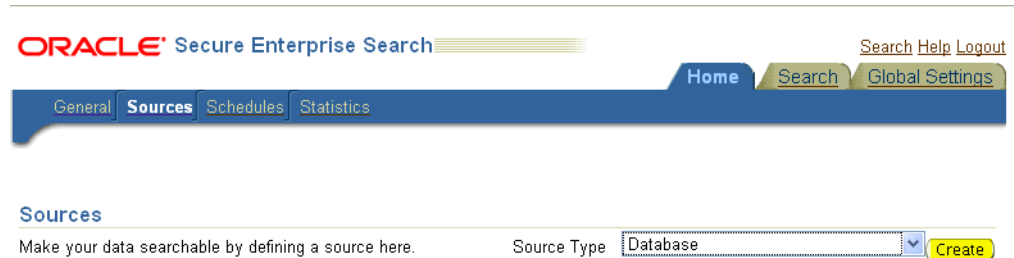 ORACLE Secure Enterprise Search
Search Help Logout
Home Search Global Settings
General Sources Schedules Statistics
Sources
Make your data searchable by defining a source here. Source Type Database Create